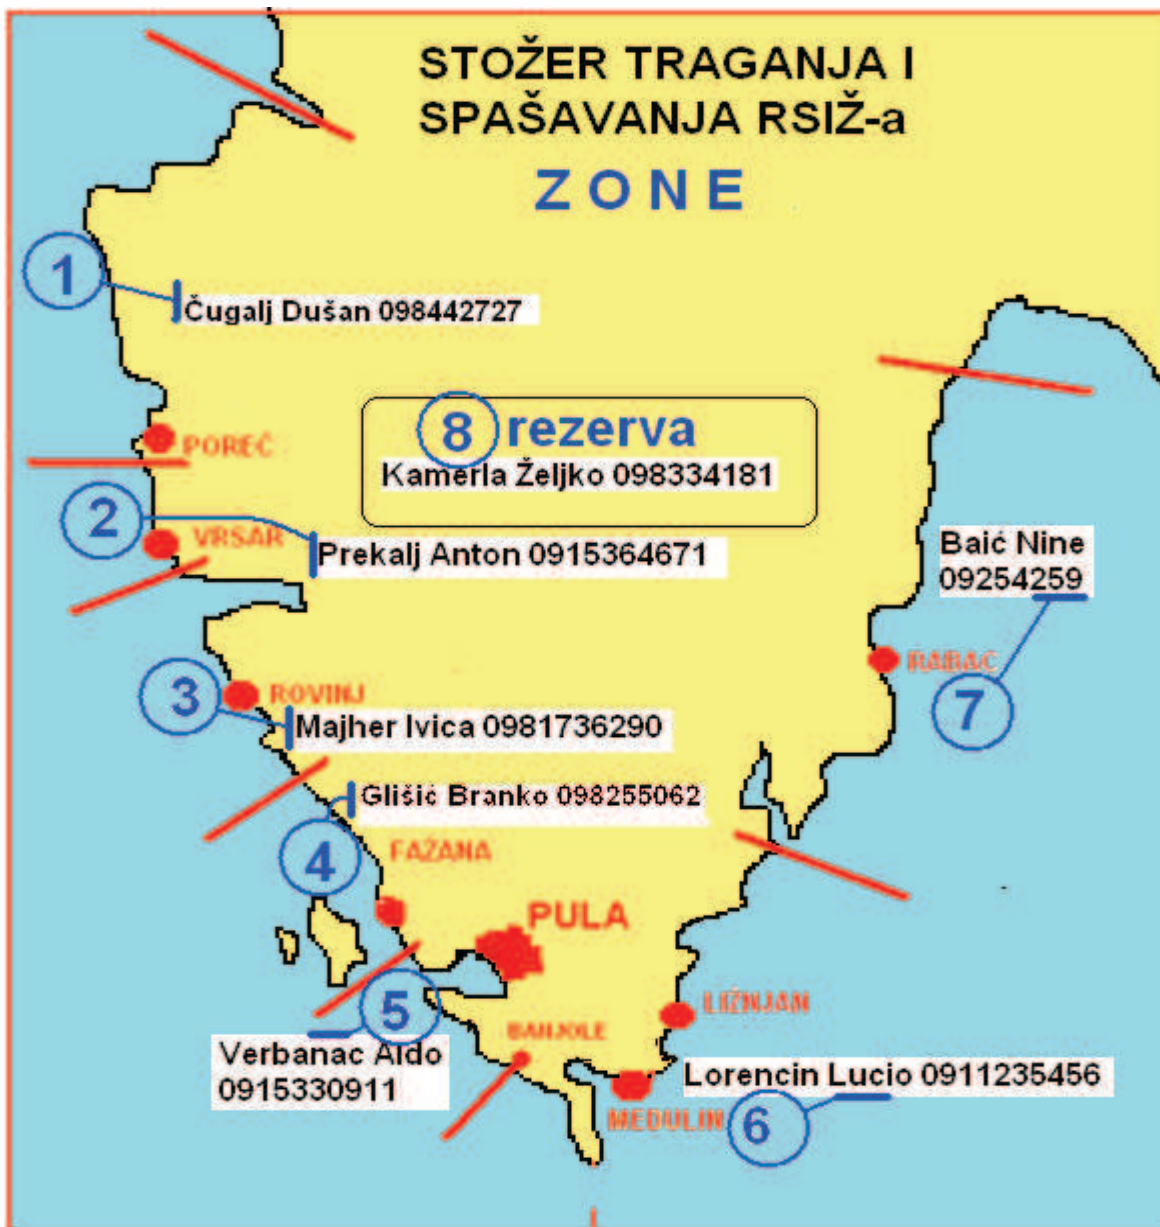 STOŽER TRAGANJA I
SPAŠAVANJA RSIŽ-a
Z O N E
1
Čugalj Dušan 098442727
8 rezerva
Kamerla Željko 098334181
POREČ
2
VRSAR
Prekalj Anton 0915364671
Baić Nine
09254259
RABAC
7
3
ROVINJ
Majher Ivica 0981736290
Glišić Branko 098255062
4
FAŽANA
PULA
5
LIŽNJAN
BANJOLE
Verbanac Aldo
0915330911
Lorencin Lucio 0911235456
MEDULIN
6